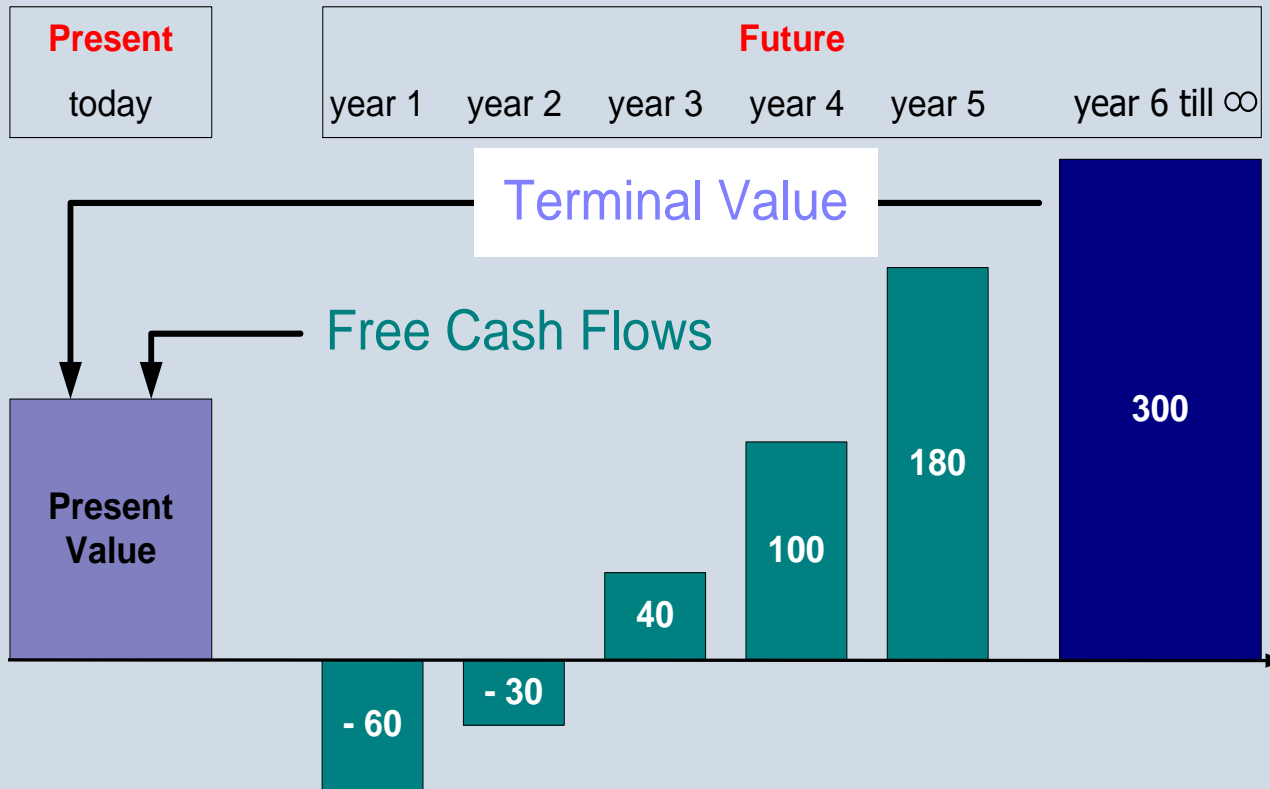 Present
Future
today
year 1
year 2
year 3
year 4
year 5
year 6 till ∞
Terminal Value
Free Cash Flows
Present
Value
- 60
- 30
40
100
180
300